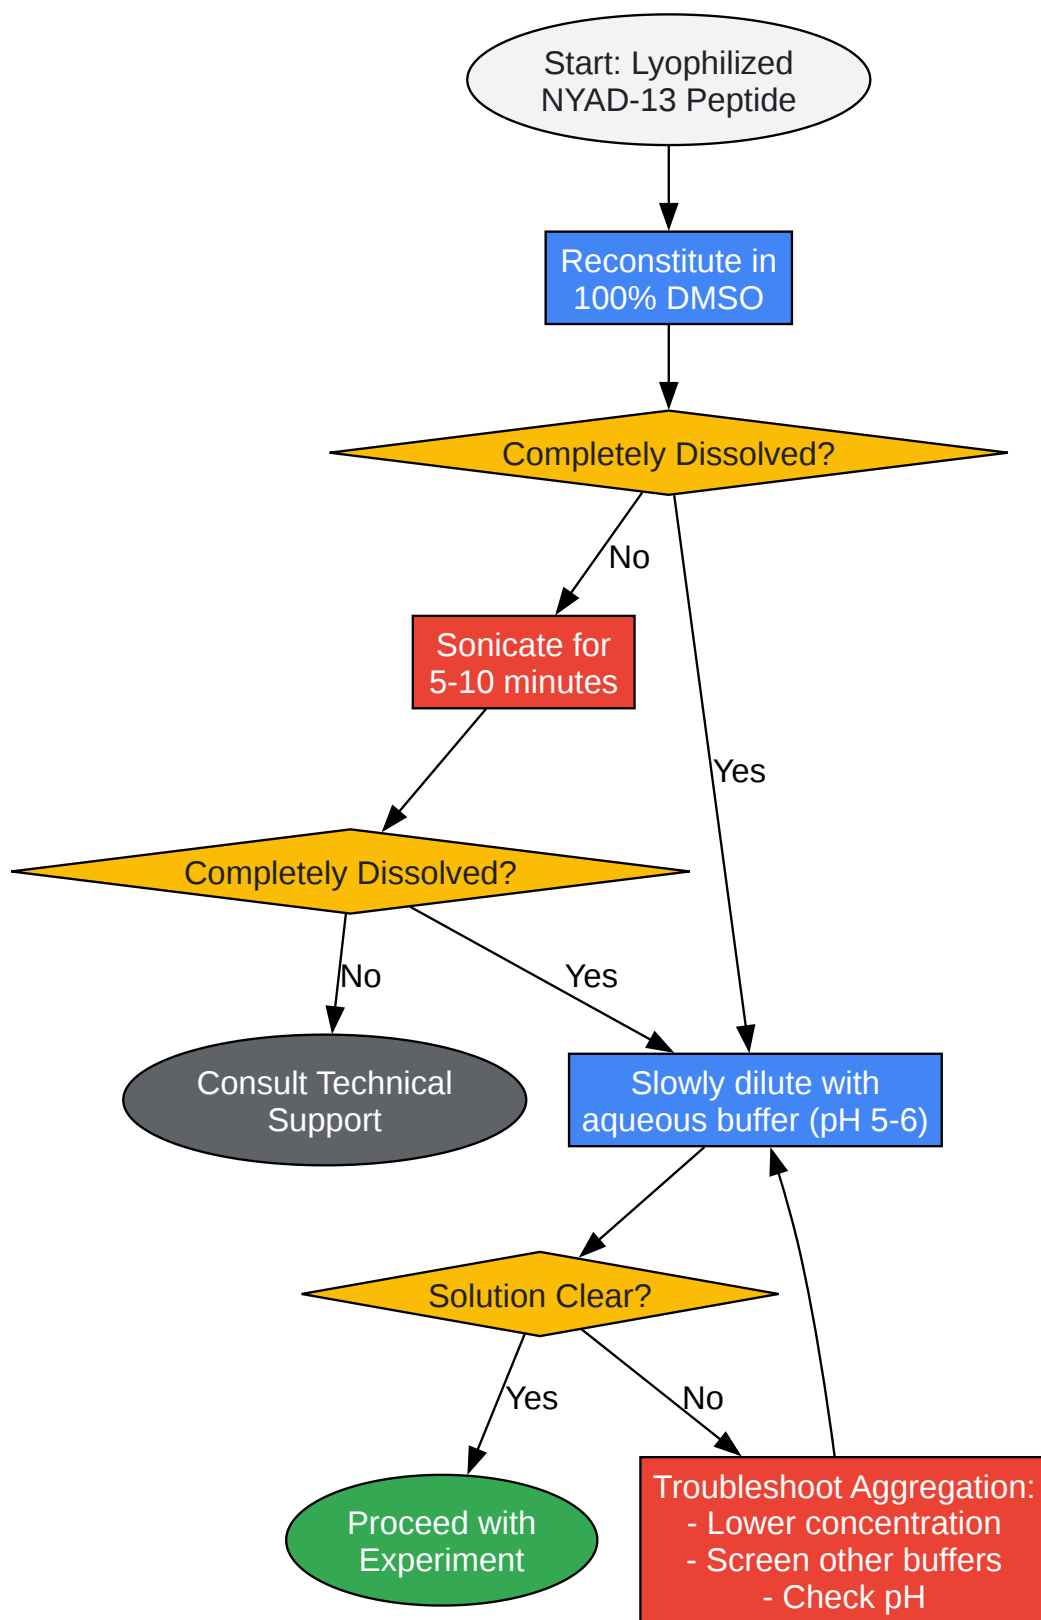 Start: Lyophilized
NYAD-13 Peptide
Reconstitute in
100% DMSO
Completely Dissolved?
No
Sonicate for
5-10 minutes
Yes
Completely Dissolved?
No
Yes
Consult Technical
Support
Slowly dilute with
aqueous buffer (pH 5-6)
Solution Clear?
Yes
No
Proceed with
Experiment
Troubleshoot Aggregation:
- Lower concentration
- Screen other buffers
- Check pH